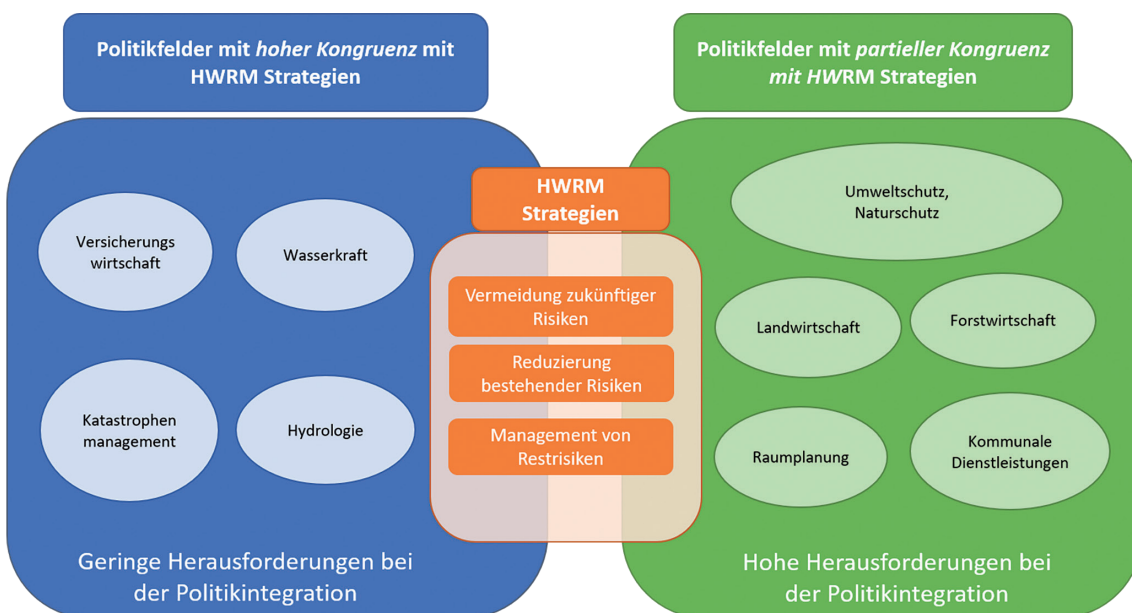 Politikfelder mit hoher Kongruenz mit
HWRM Strategien
Politikfelder mit partieller Kongruenz
mit HWRM Strategien
HWRM
Strategien
Versicherungs
wirtschaft
Wasserkraft
Katastrophen
management
Hydrologie
Geringe Herausforderungen bei
der Politikintegration
Vermeidung zukünftiger
Risiken
Reduzierung
bestehender Risiken
Management von
Restrisiken
Umweltschutz,
Naturschutz
Landwirtschaft
Forstwirtschaft
Raumplanung
Kommunale
Dienstleistungen
Hohe Herausforderungen bei
der Politikintegration